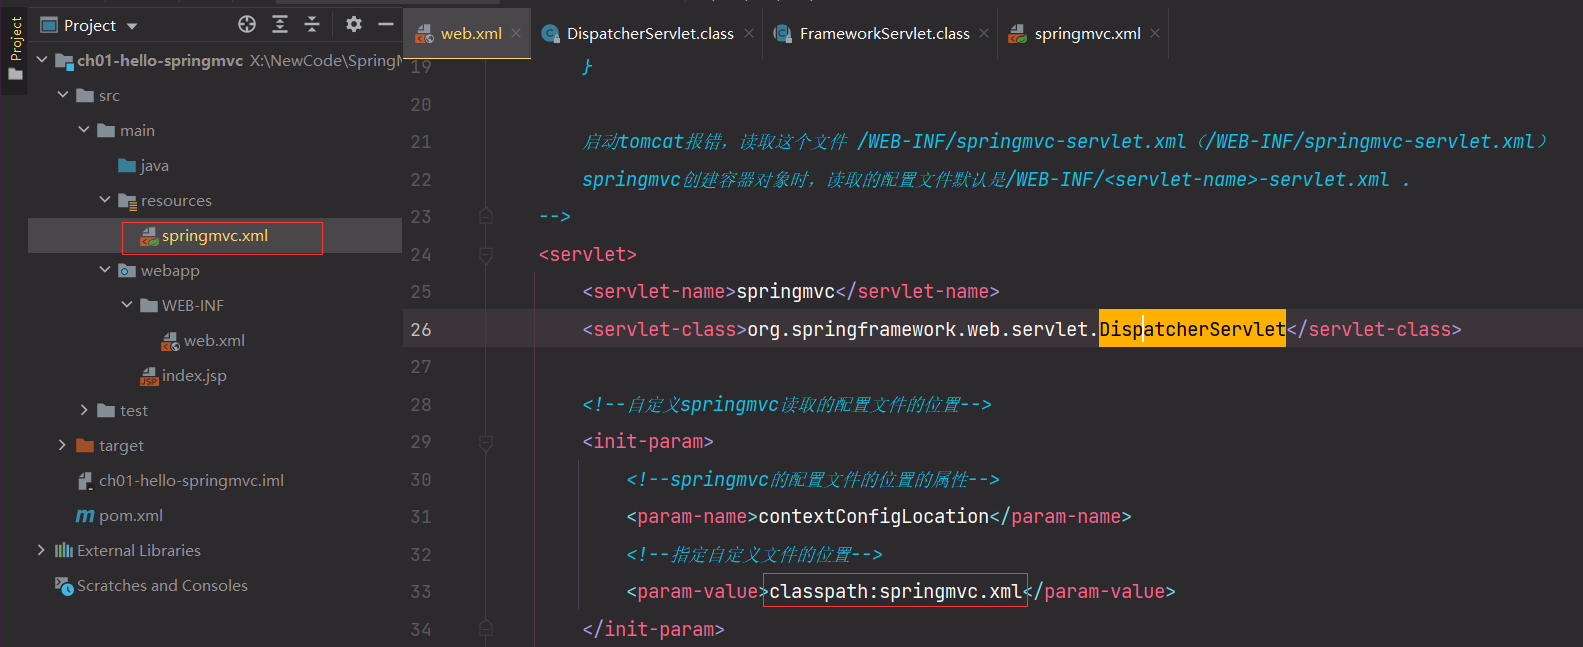 Project
Project
ch01-hello-springmvc X:\NewCode\SpringM
src
main
java
resources
springmvc.xml
webapp
WEB-INF
web.xml
index.jsp
test
target
ch01-hello-springmvc.iml
pom.xml
External Libraries
Scratches and Consoles
web.xml DispatcherServlet.class FrameworkServlet.class springmvc.xml
19 }
20
21 启动tomcat报错，读取这个文件 /WEB-INF/springmvc-servlet.xml（/WEB-INF/springmvc-servlet.xml）
22 springmvc创建容器对象时，读取的配置文件默认是/WEB-INF/<servlet-name>-servlet.xml .
23 -->
24 <servlet>
25 <servlet-name>springmvc</servlet-name>
26 <servlet-class>org.springframework.web.servlet.DispatcherServlet</servlet-class>
27
28 <!--自定义springmvc读取的配置文件的位置-->
29 <init-param>
30 <!--springmvc的配置文件的位置的属性-->
31 <param-name>contextConfigLocation</param-name>
32 <!--指定自定义文件的位置-->
33 <param-value>classpath:springmvc.xml</param-value>
34 </init-param>